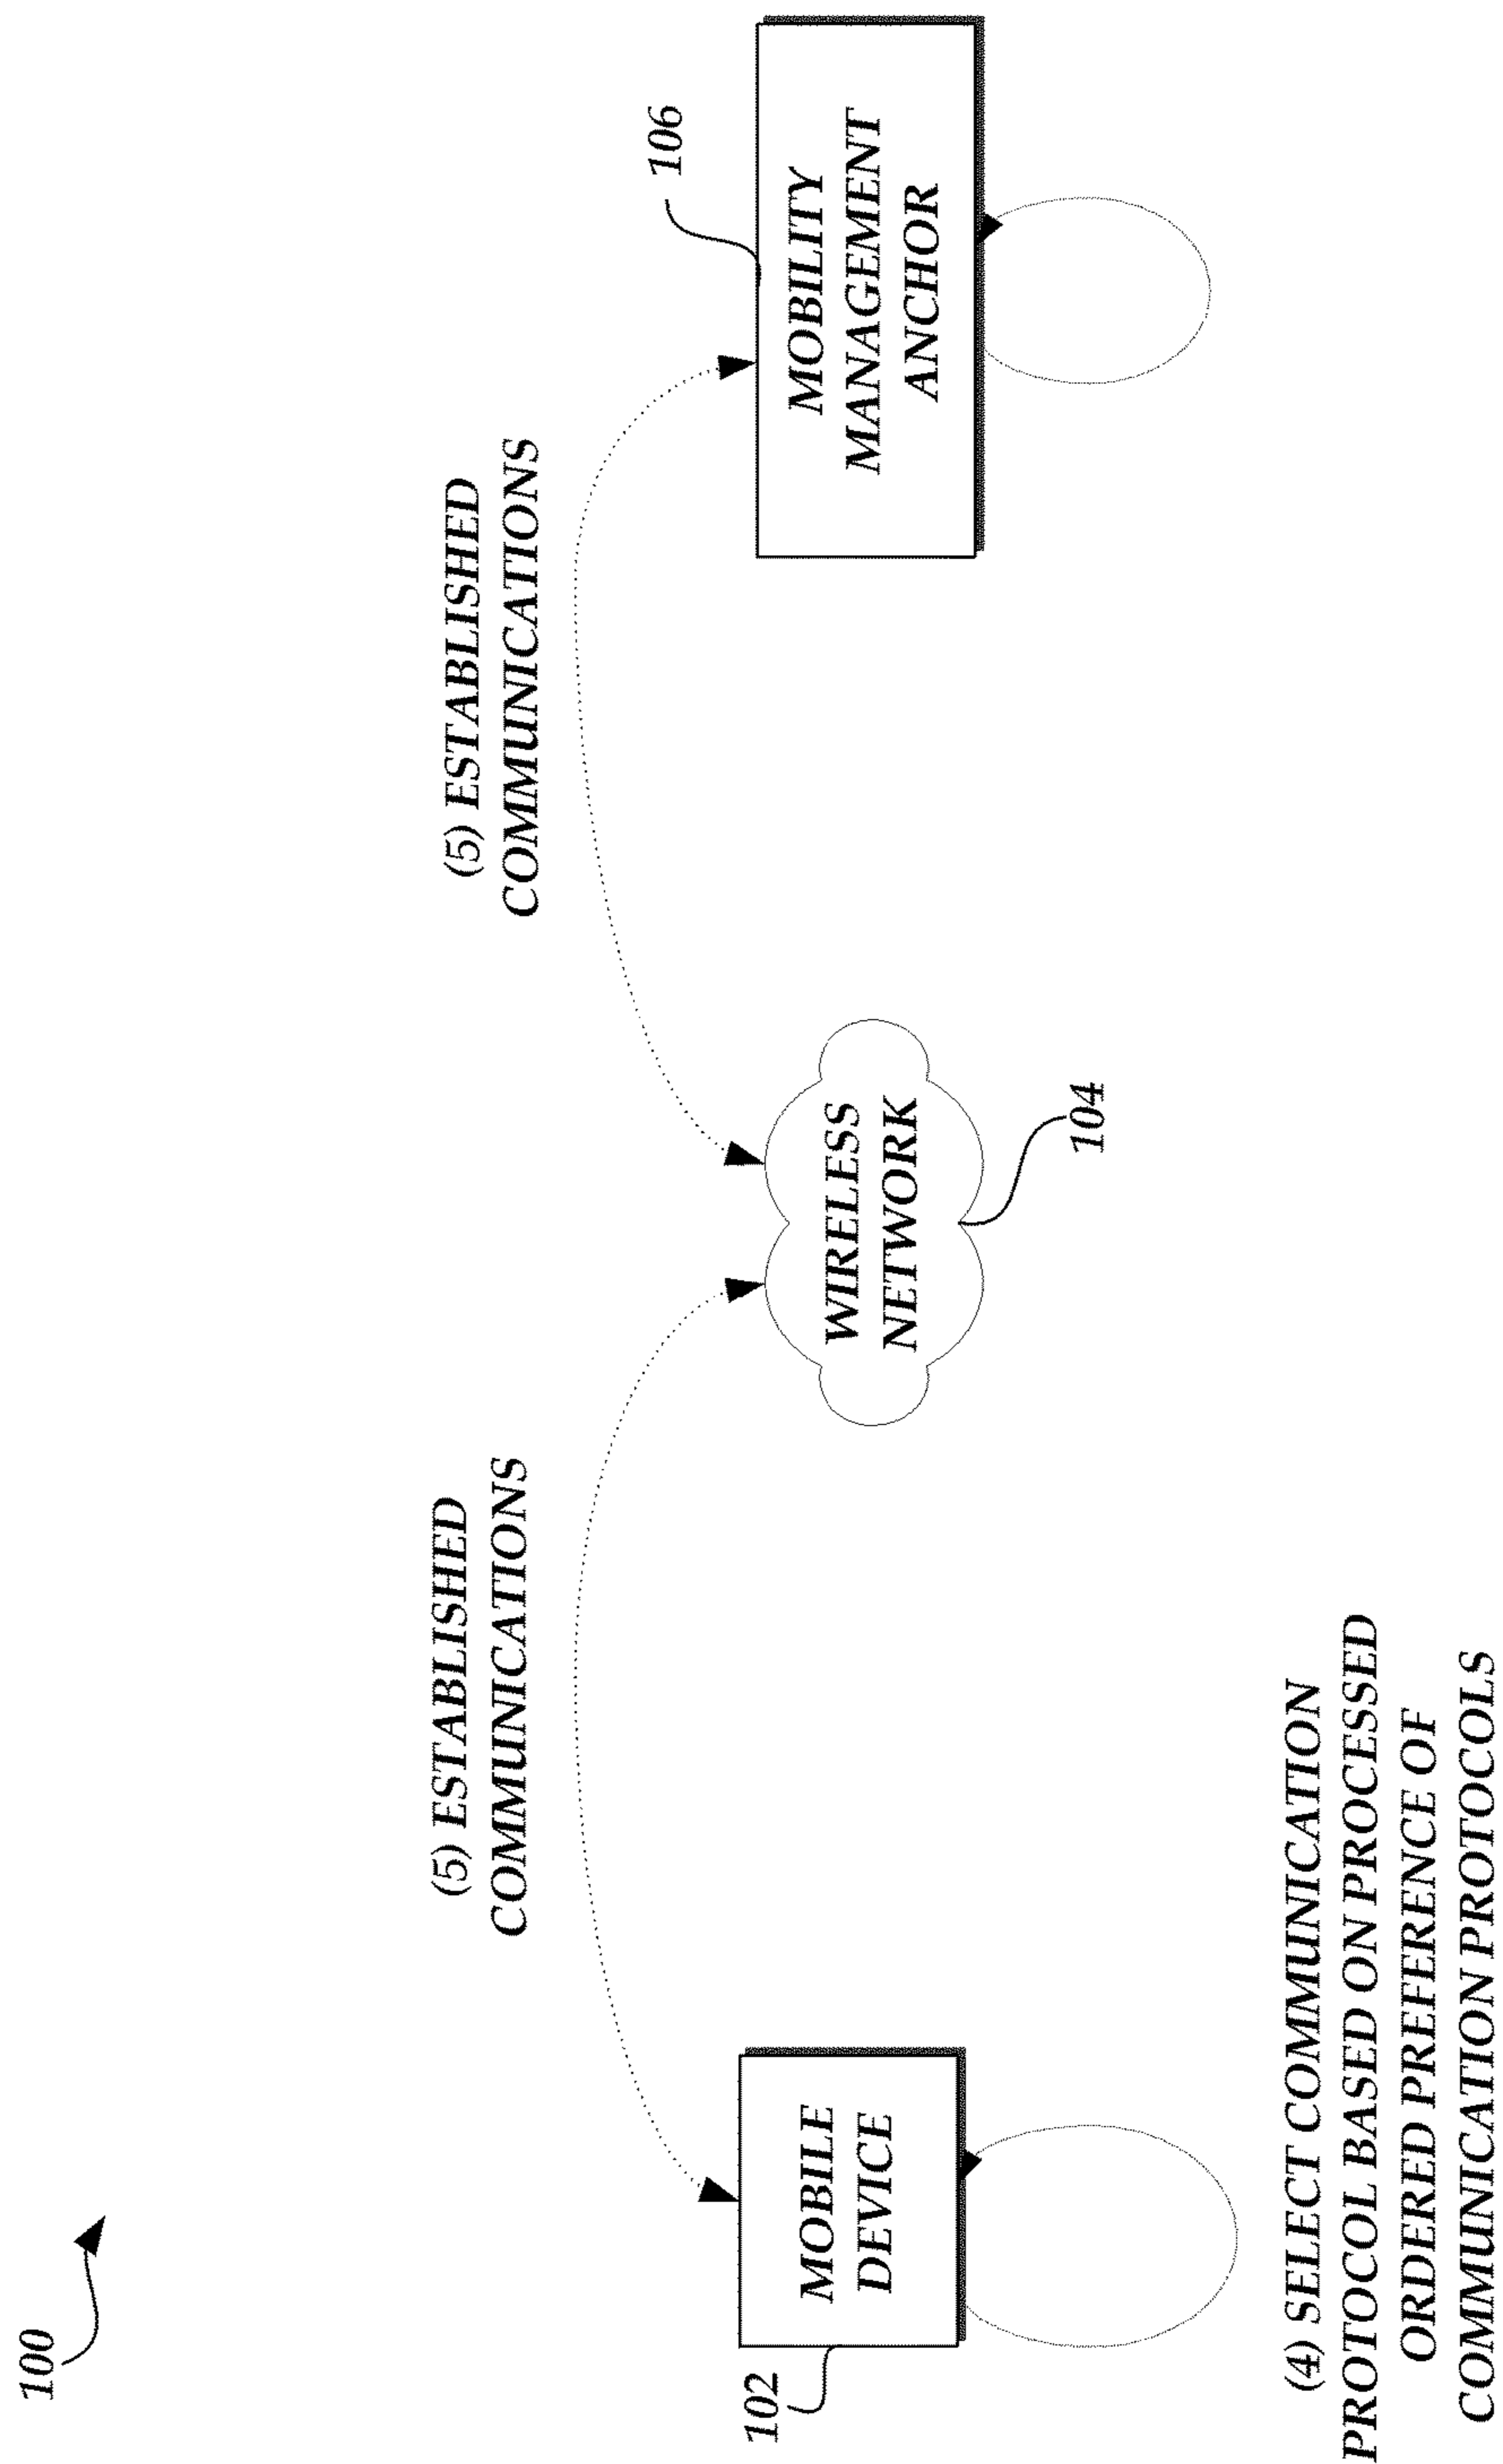 100
(5) ESTABLISHED
COMMUNICATIONS
(5) ESTABLISHED
COMMUNICATIONS
102
MOBILE
DEVICE
WIRELESS
NETWORK
104
106
MOBILITY
MANAGEMENT
ANCHOR
(4) SELECT COMMUNICATION
PROTOCOL BASED ON PROCESSED
ORDERED PREFERENCE OF
COMMUNICATION PROTOCOLS